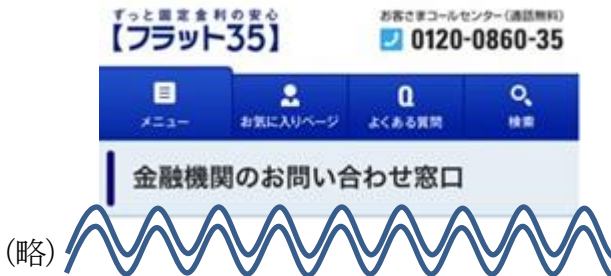 ずっと固定金利の安心
【フラット35】
お客さまコールセンター(通話無料)
0120-0860-35
メニュー
お気に入りページ
Q
よくある質問
検索
金融機関のお問い合わせ窓口
(略)